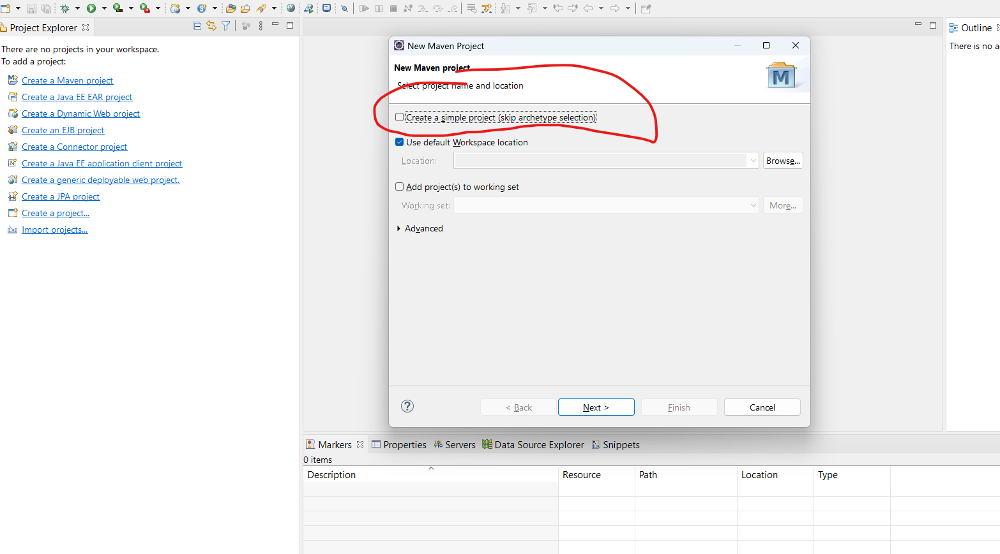 Project Explorer
There are no projects in your workspace.
To add a project:
Create a Maven project
Create a Java EE EAR project
Create a Dynamic Web project
Create an EJB project
Create a Connector project
Create a Java EE application client project
Create a generic deployable web project.
Create a JPA project
Create a project...
Import projects...
New Maven Project
New Maven project
Select project name and location
M
Create a simple project (skip archetype selection)
Use default Workspace location
Location:
Browse...
Add project(s) to working set
Working set:
More...
Advanced
< Back
Next >
Finish
Cancel
Outline
There is no a
Markers
Properties
Servers
Data Source Explorer
Snippets
0 items
Description Resource Path Location Type